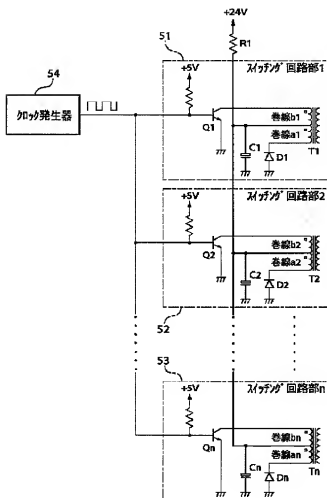 +24V
R1
51
スイッチング回路部1
54
+5V
クロック発生器
巻線b1
巻線a1
Q1
C1
D1
T1
スイッチング回路部2
+5V
巻線b2
巻線a2
Q2
C2
D2
T2
52
53
スイッチング回路部n
+5V
巻線bn
巻線an
Qn
Cn
Dn
Tn